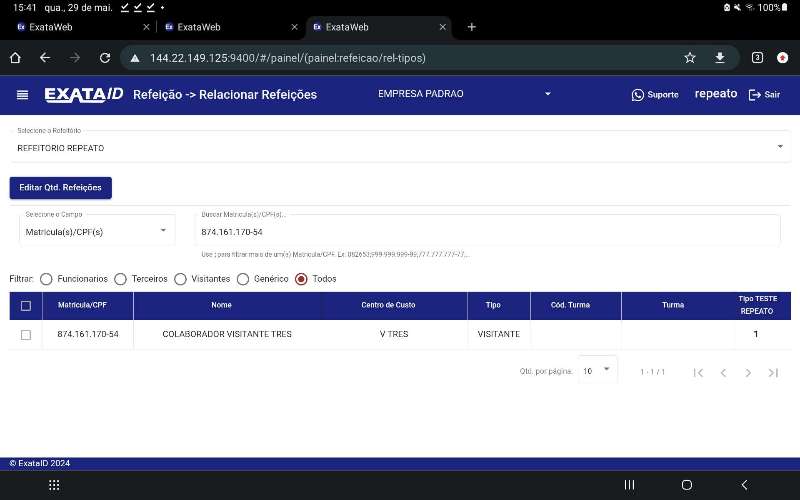 15:41 qua., 29 de mai.
100%
ExataWeb
ExataWeb
ExataWeb
144.22.149.125:9400/#/painel/(painel:refeicao/rel-tipos)
3
EXATAID Refeição -> Relacionar Refeições EMPRESA PADRAO Suporte repeato Sair
Selecione o Refeitório
REFEITORIO REPEATO
Editar Qtd. Refeições
Selecione o Campo
Matricula(s)/CPF(s)
Buscar Matricula(s)/CPF(s)...
874.161.170-54
Use ; para filtrar mais de um(s) Matricula/CPF. Ex: 082653;999.999.999-99;777.777.777-77;...
Filtrar: Funcionarios Terceiros Visitantes Genérico Todos
Matricula/CPF Nome Centro de Custo Tipo Cód. Turma Turma Tipo TESTE
REPEATO
874.161.170-54 COLABORADOR VISITANTE TRES V TRES VISITANTE 1
Qtd. por página: 10 1 - 1 / 1
© ExataID 2024